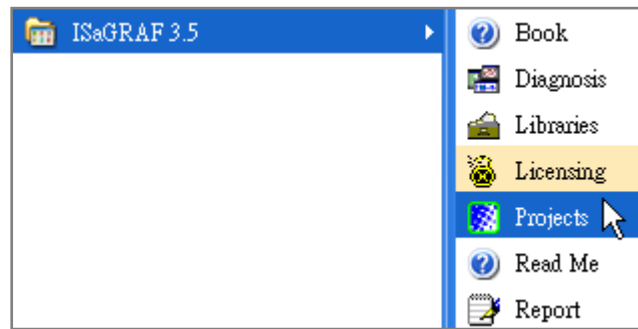 ISaGRAF 3.5
Book
Diagnosis
Libraries
Licensing
Projects
Read Me
Report